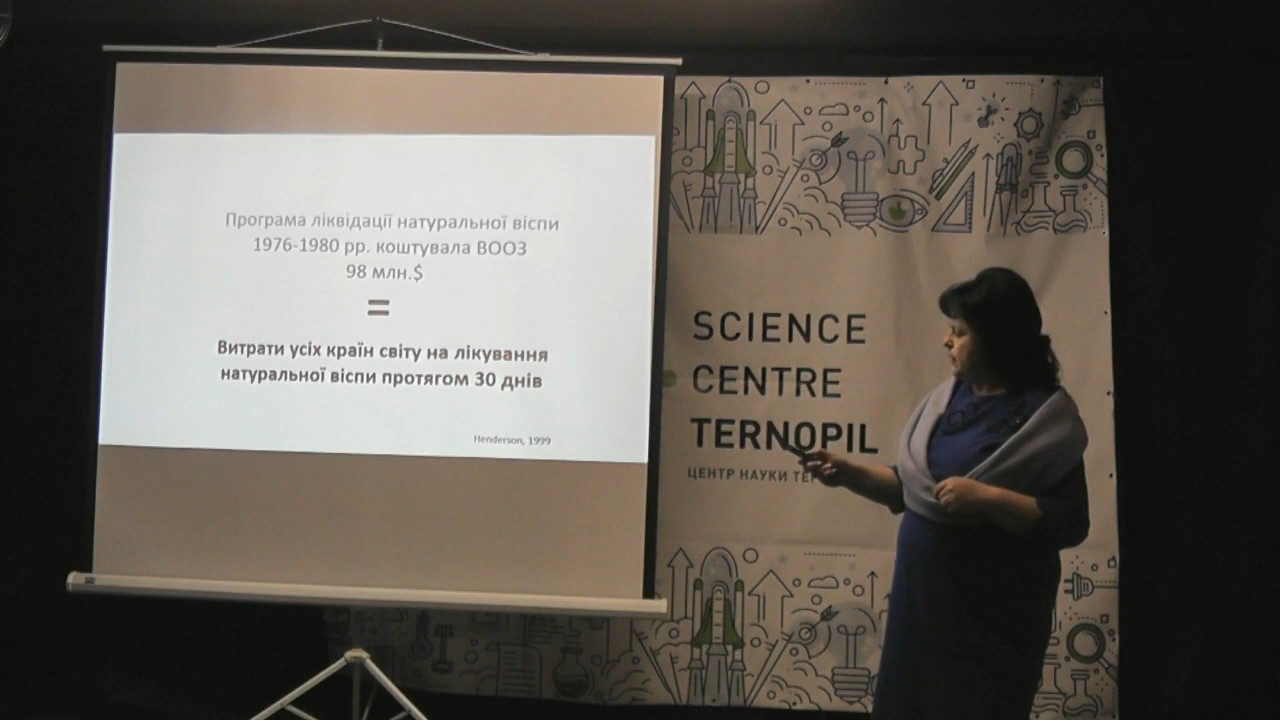 Програма ліквідації натуральної віспи
1976-1980 рр. коштувала ВООЗ
98 млн.$
=
Витрати усіх країн світу на лікування
натуральної віспи протягом 30 днів
Henderson, 1999
SCIENCE
CENTRE
TERNOPIL
ЦЕНТР НАУКИ